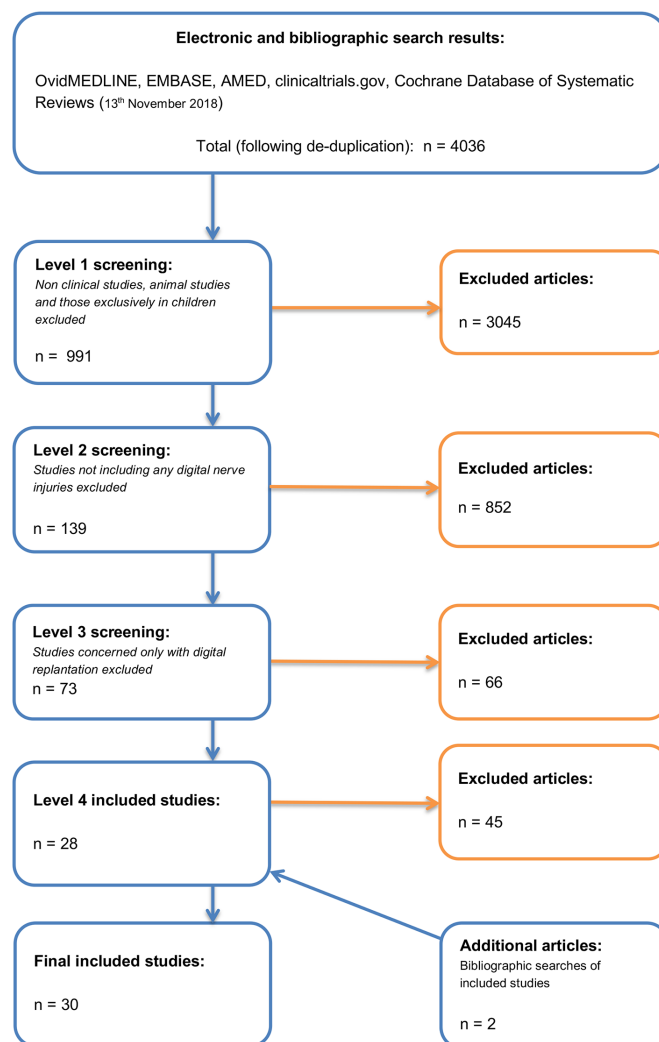 Electronic and bibliographic search results:
OvidMEDLINE, EMBASE, AMED, clinicaltrials.gov, Cochrane Database of Systematic
Reviews (13th November 2018)
Total (following de-duplication): n = 4036
Level 1 screening:
Non clinical studies, animal studies
and those exclusively in children
excluded
n = 991
Excluded articles:
n = 3045
Level 2 screening:
Studies not including any digital nerve
injuries excluded
n = 139
Excluded articles:
n = 852
Level 3 screening:
Studies concerned only with digital
replantation excluded
n = 73
Excluded articles:
n = 66
Level 4 included studies:
n = 28
Excluded articles:
n = 45
Final included studies:
n = 30
Additional articles:
Bibliographic searches of
included studies
n = 2